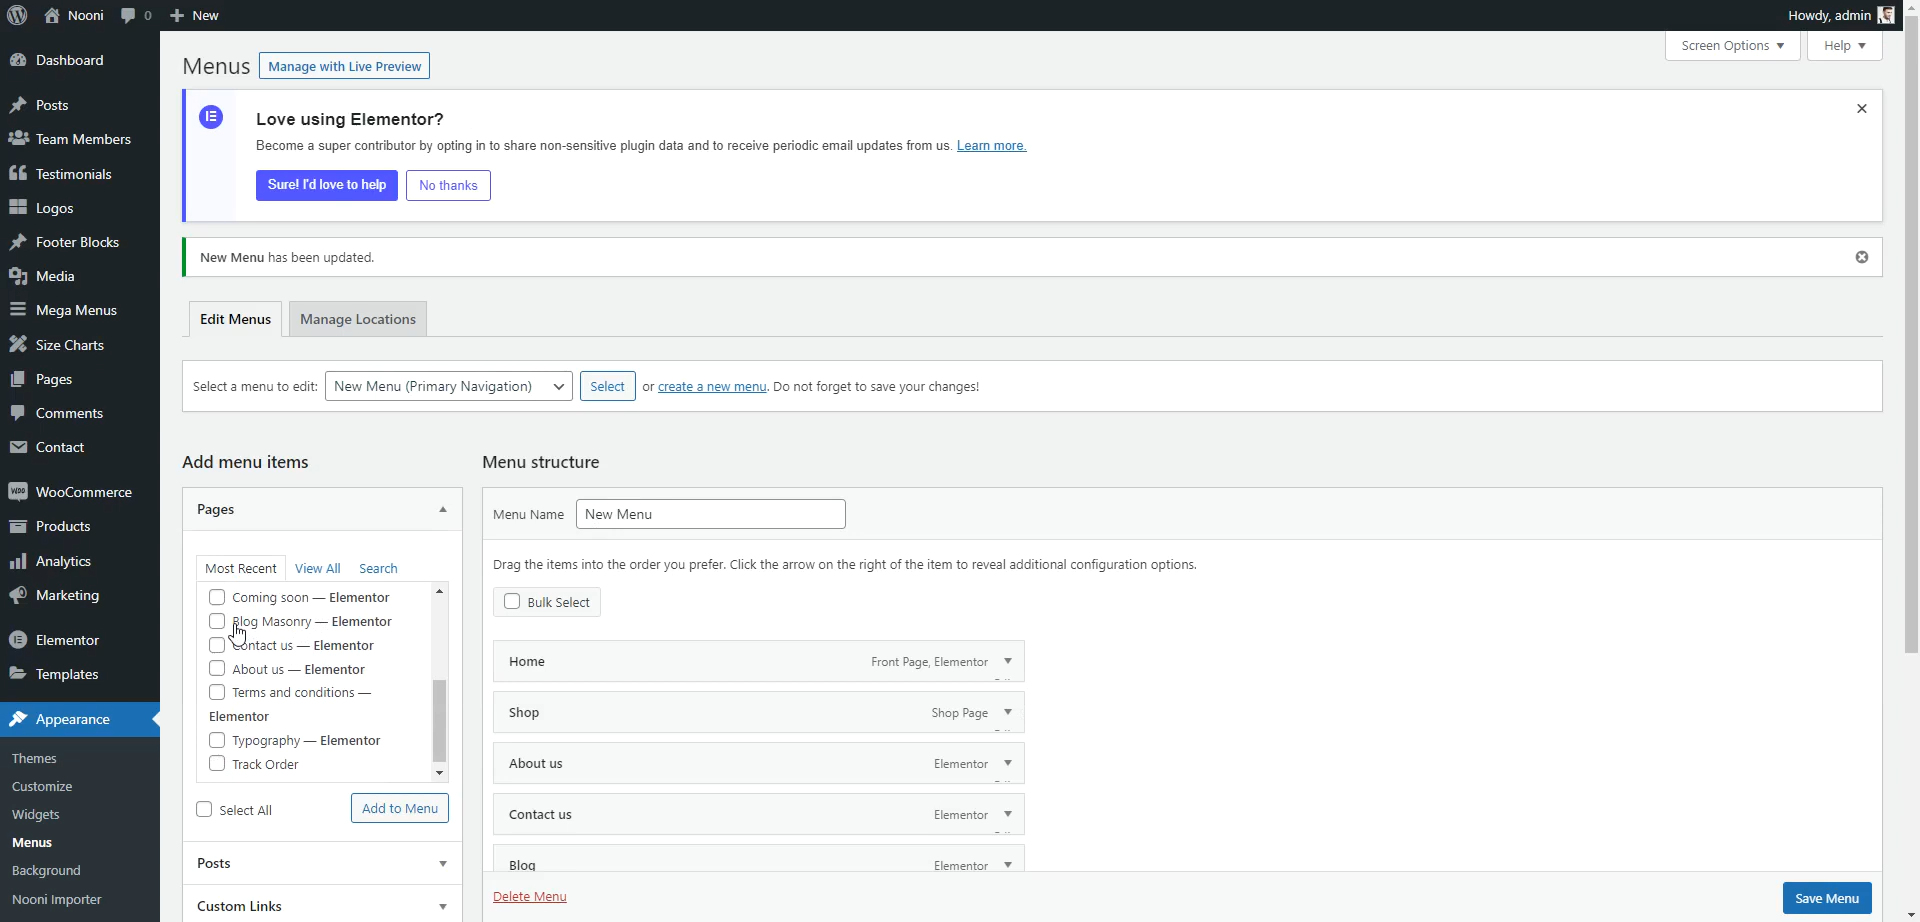 Nooni 0 New Howdy, admin
Dashboard
Posts
Team Members
Testimonials
Logos
Footer Blocks
Media
Mega Menus
Size Charts
Pages
Comments
Contact
WooCommerce
Products
Analytics
Marketing
Elementor
Templates
Appearance
Themes
Customize
Widgets
Menus
Background
Nooni Importer
Screen Options Help
Menus Manage with Live Preview
Love using Elementor?
Become a super contributor by opting in to share non-sensitive plugin data and to receive periodic email updates from us. Learn more.
Sure! I'd love to help No thanks
New Menu has been updated.
Edit Menus Manage Locations
Select a menu to edit: New Menu (Primary Navigation) Select or create a new menu. Do not forget to save your changes!
Add menu items
Pages
Most Recent View All Search
Coming soon — Elementor
Blog Masonry — Elementor
Contact us — Elementor
About us — Elementor
Terms and conditions —
Elementor
Typography — Elementor
Track Order
Select All Add to Menu
Posts
Custom Links
Menu structure
Menu Name New Menu
Drag the items into the order you prefer. Click the arrow on the right of the item to reveal additional configuration options.
Bulk Select
Home Front Page, Elementor
Shop Shop Page
About us Elementor
Contact us Elementor
Blog Elementor
Delete Menu Save Menu